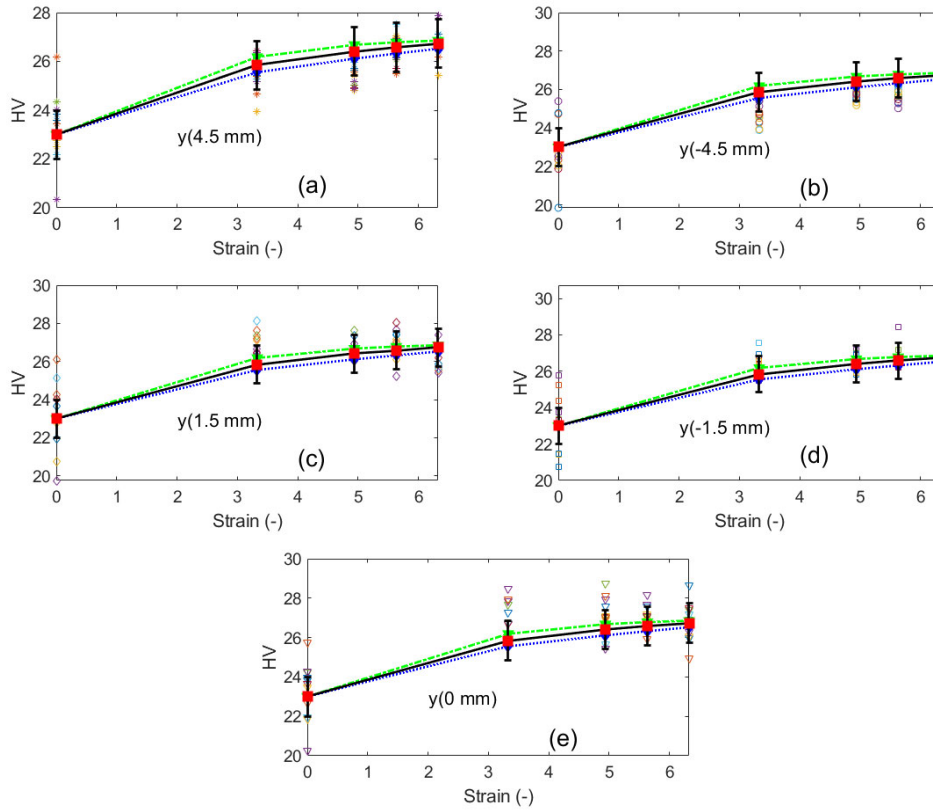 30
28
26
24
22
20
HV
y(4.5 mm)
(a)
0 1 2 3 4 5 6
Strain (-)
30
28
26
24
22
20
HV
y(-4.5 mm)
(b)
0 1 2 3 4 5 6
Strain (-)
30
28
26
24
22
20
HV
y(1.5 mm)
(c)
0 1 2 3 4 5 6
Strain (-)
30
28
26
24
22
20
HV
y(-1.5 mm)
(d)
0 1 2 3 4 5 6
Strain (-)
30
28
26
24
22
20
HV
y(0 mm)
(e)
0 1 2 3 4 5 6
Strain (-)